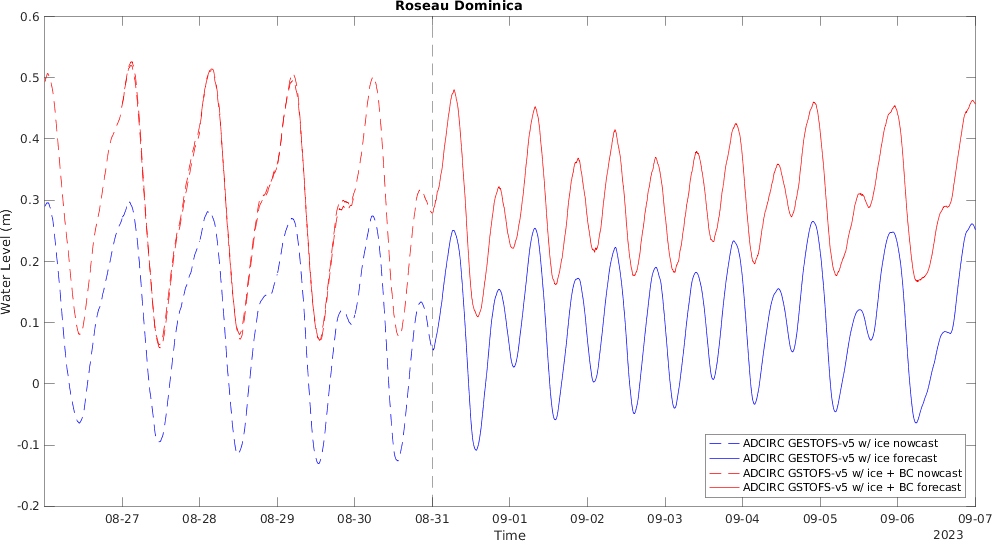 Roseau Dominica
0.6
0.5
0.4
0.3
0.2
0.1
0
-0.1
-0.2
Water Level (m)
ADCIRC GESTOFS-v5 w/ ice nowcast
ADCIRC GESTOFS-v5 w/ ice forecast
ADCIRC GSTOFS-v5 w/ ice + BC nowcast
ADCIRC GSTOFS-v5 w/ ice + BC forecast
08-27 08-28 08-29 08-30 08-31 09-01 09-02 09-03 09-04 09-05 09-06 09-07
Time
2023